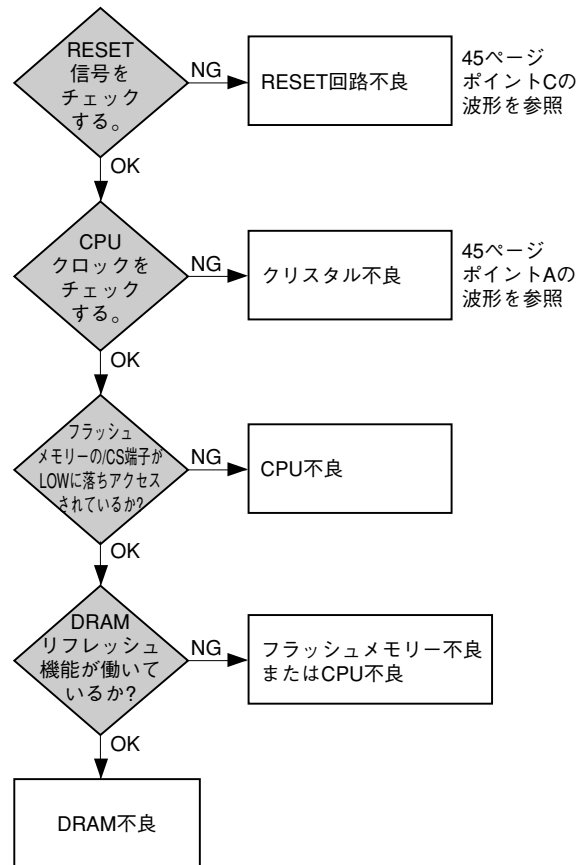 RESET
信号を
チェック
する。
NG
RESET回路不良
45ページ
ポイントCの
波形を参照
OK
CPU
クロックを
チェック
する。
NG
クリスタル不良
45ページ
ポイントAの
波形を参照
OK
フラッシュ
メモリーの/CS端子が
LOWに落ちアクセス
されているか?
NG
CPU不良
OK
DRAM
リフレッシュ
機能が働いて
いるか?
NG
フラッシュメモリー不良
またはCPU不良
OK
DRAM不良